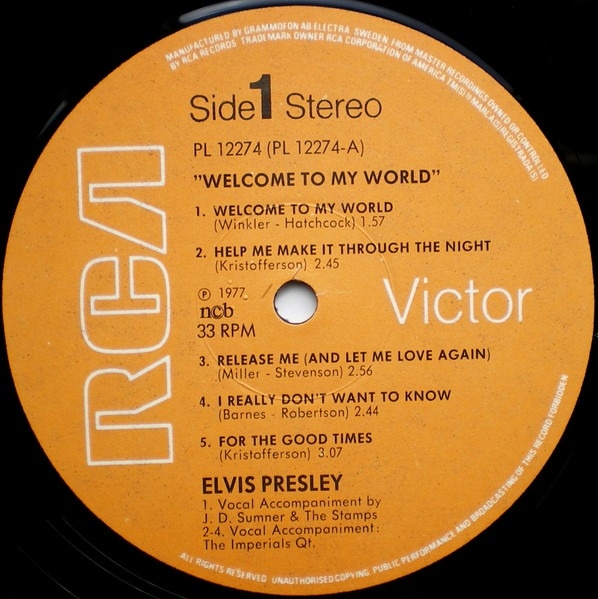 MANUFACTURED BY GRAMMOFON AB ELECTRA SWEDEN FROM MASTER RECORDINGS OWNED OR CONTROLLED
BY RCA RECORDS TRADEMARK OWNER RCA CORPORATION OF AMERICA TM(S)® MARCA(S) REGISTRADA(S)
Side 1 Stereo
PL 12274 (PL 12274-A)
"WELCOME TO MY WORLD"
1. WELCOME TO MY WORLD
(Winkler - Hatchcock) 1.57
2. HELP ME MAKE IT THROUGH THE NIGHT
(Kristofferson) 2.45
℗ 1977
ncb
33 RPM
RCA
Victor
3. RELEASE ME (AND LET ME LOVE AGAIN)
(Miller - Stevenson) 2.56
4. I REALLY DON'T WANT TO KNOW
(Barnes - Robertson) 2.44
5. FOR THE GOOD TIMES
(Kristofferson) 3.07
ELVIS PRESLEY
1. Vocal Accompaniment by
J. D. Sumner & The Stamps
2-4. Vocal Accompaniment:
The Imperials Qt.
ALL RIGHTS RESERVED UNAUTHORISED COPYING PUBLIC PERFORMANCE AND BROADCASTING OF THIS RECORD FORBIDDEN